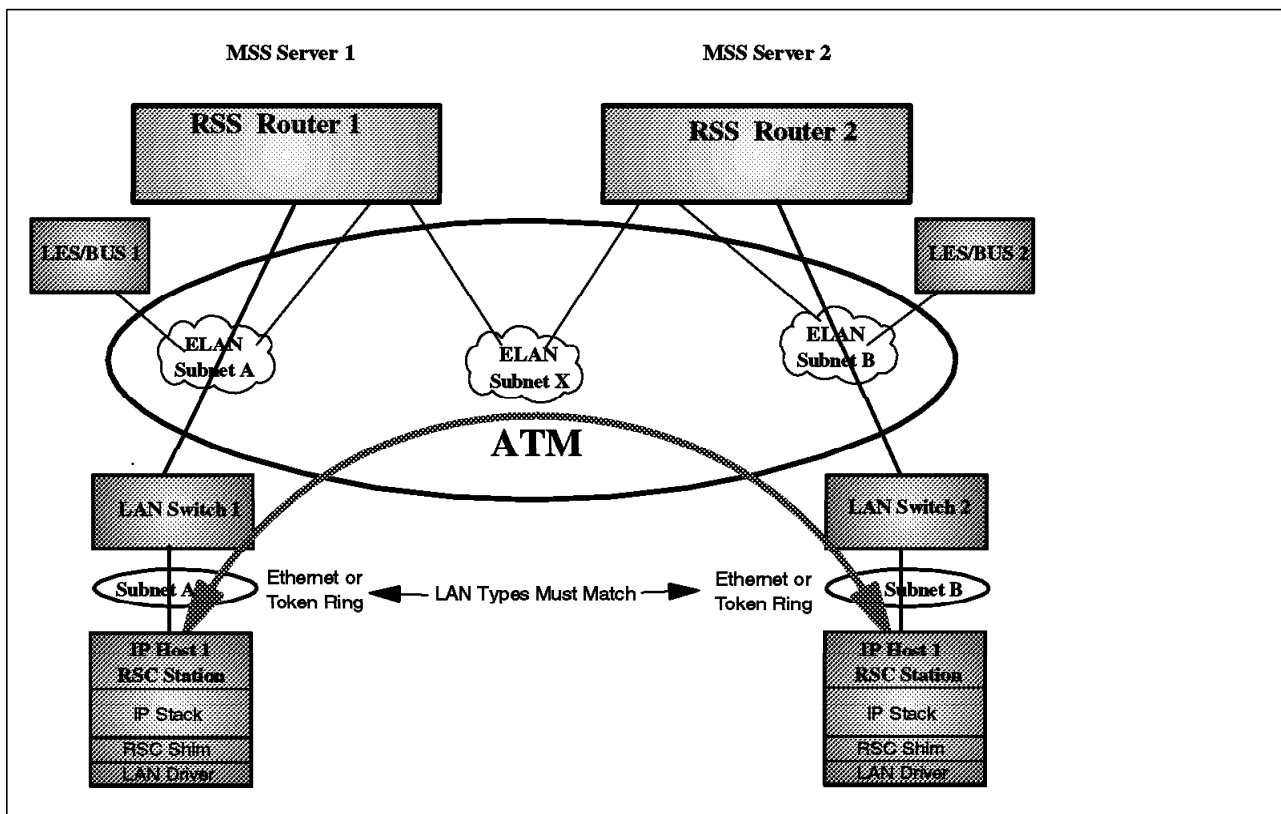 MSS Server 1
MSS Server 2
RSS Router 1
RSS Router 2
LES/BUS 1
LES/BUS 2
ELAN
Subnet A
ELAN
Subnet X
ELAN
Subnet B
ATM
LAN Switch 1
LAN Switch 2
Subnet A
Ethernet or
Token Ring
LAN Types Must Match
Ethernet or
Token Ring
Subnet B
IP Host 1
RSC Station
IP Stack
RSC Shim
LAN Driver
IP Host 1
RSC Station
IP Stack
RSC Shim
LAN Driver